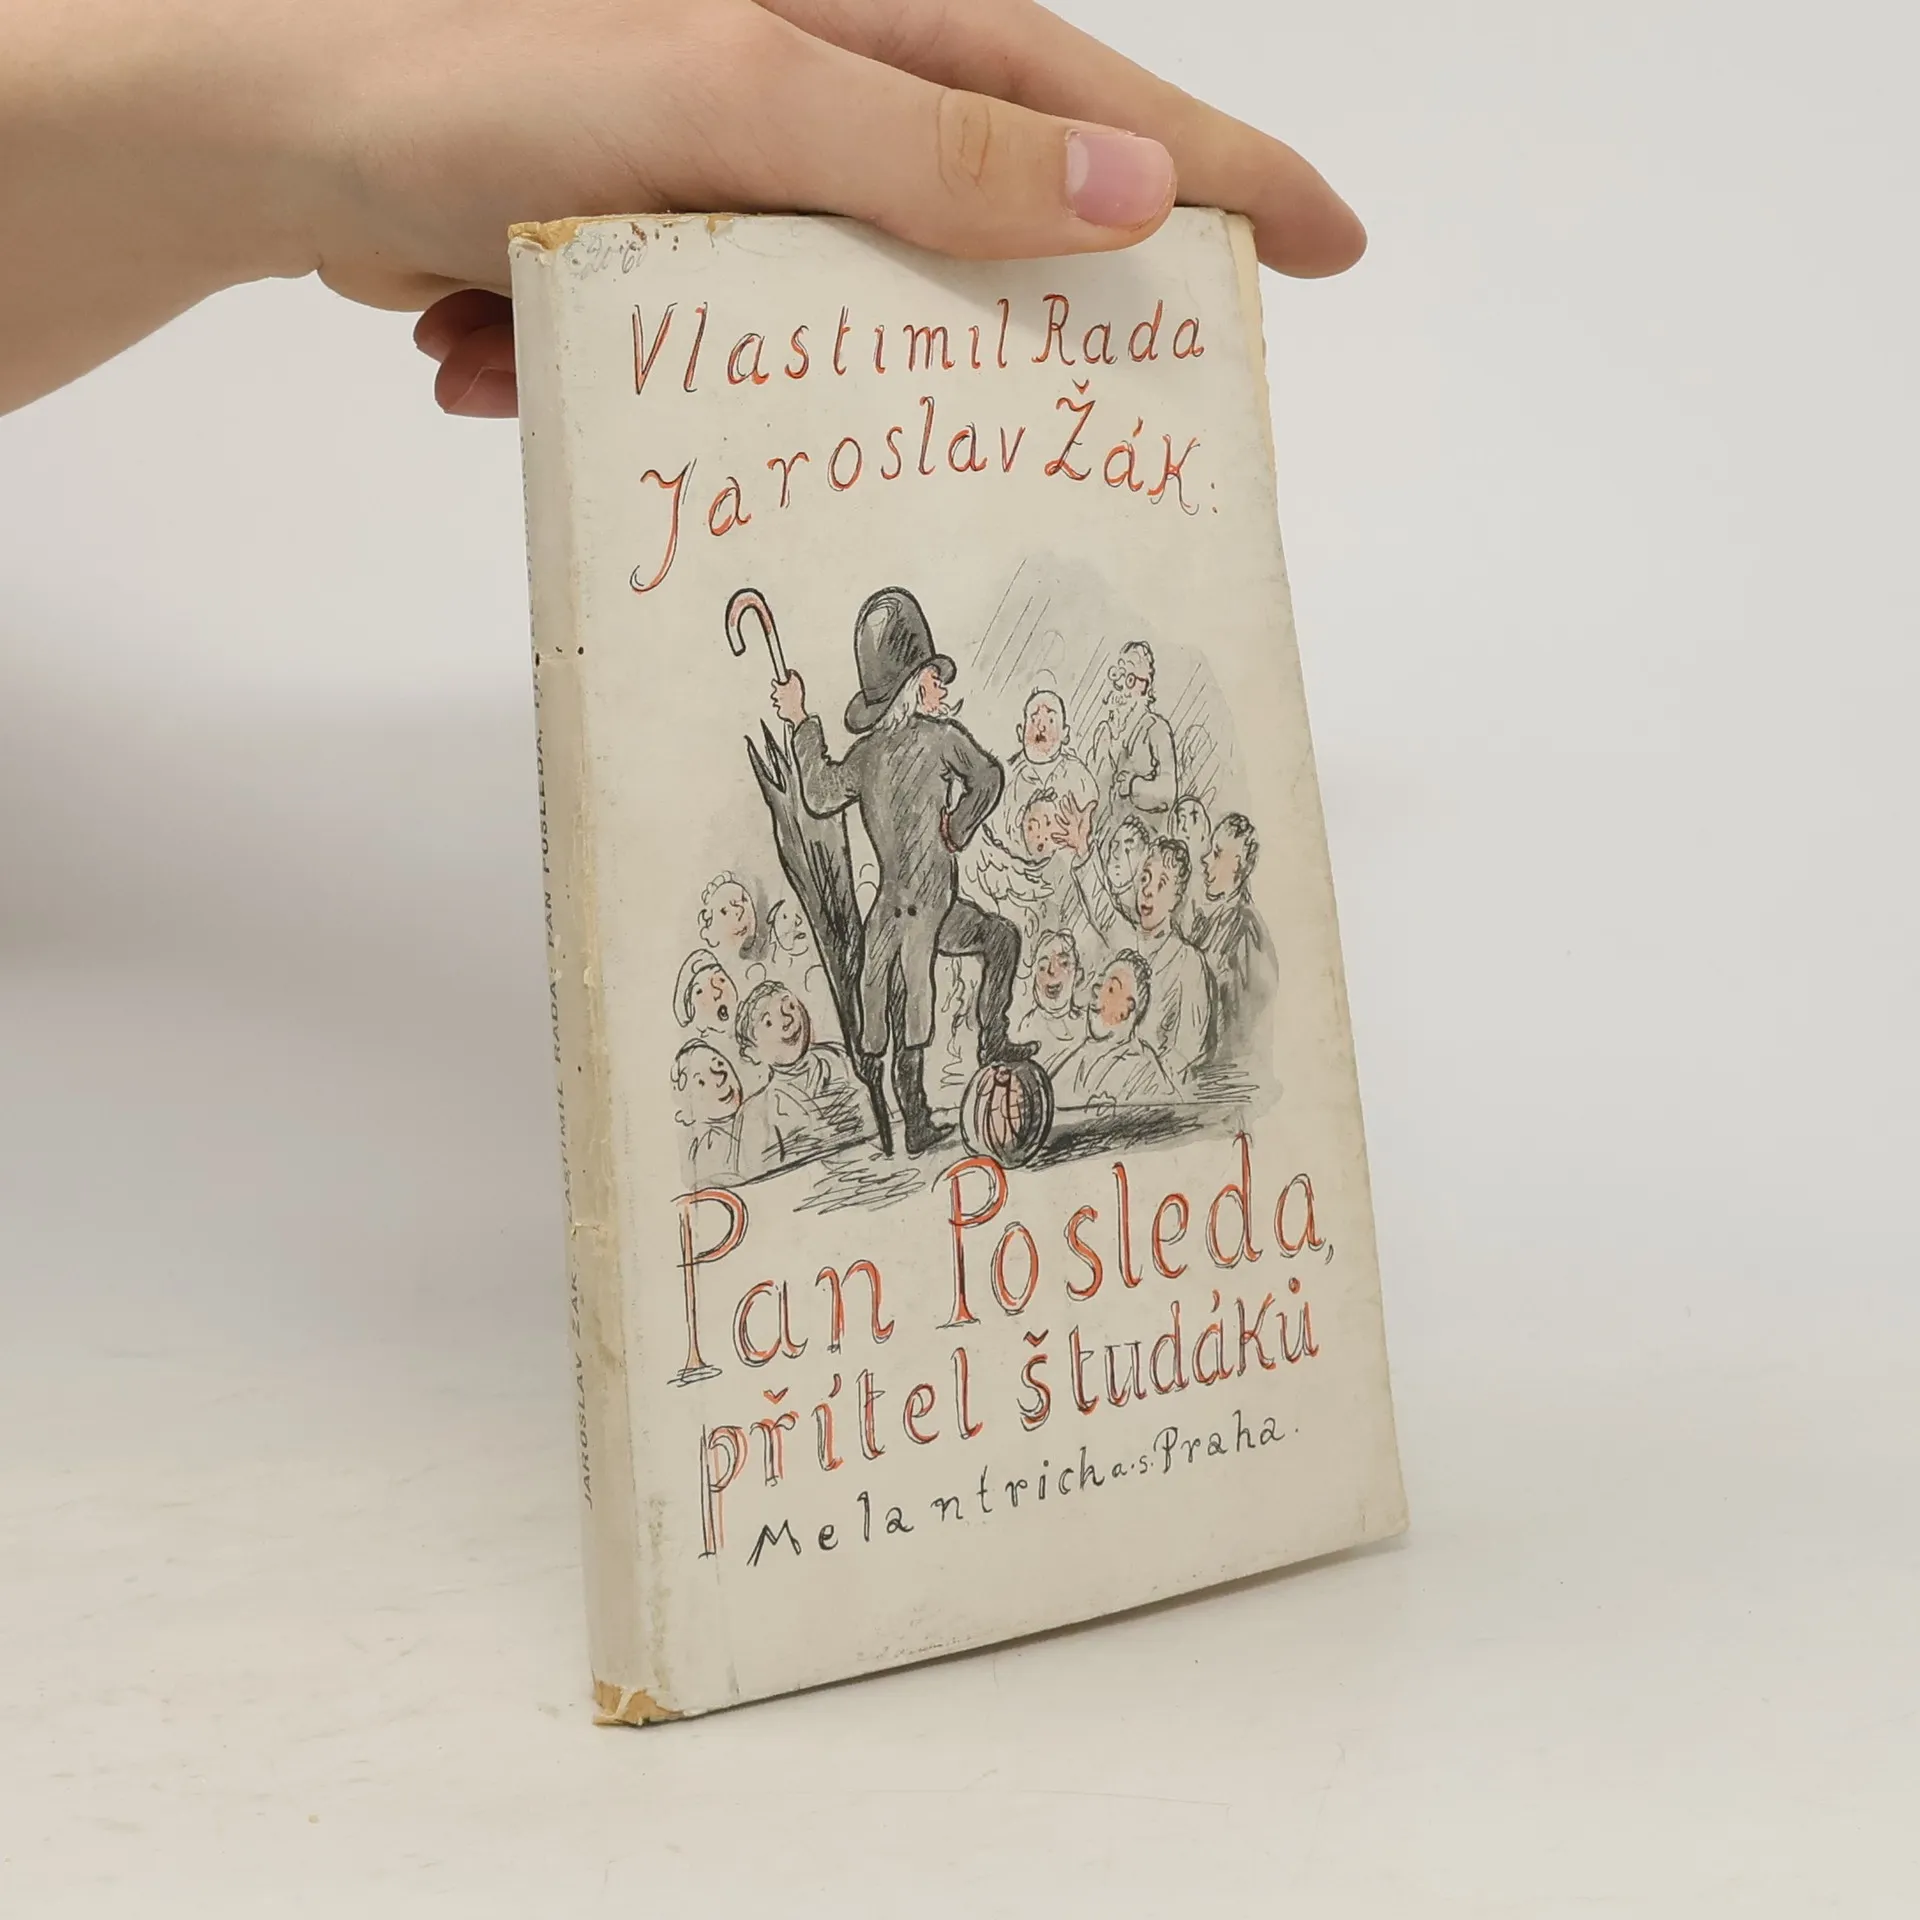 Vlastimil Rada
Jaroslav Žák:
Pan Posleda,
přítel študáků
Melantrich a.s. Praha.
JAROSLAV ŽÁK: VLASTIMIL RADA: PAN POSLEDA,